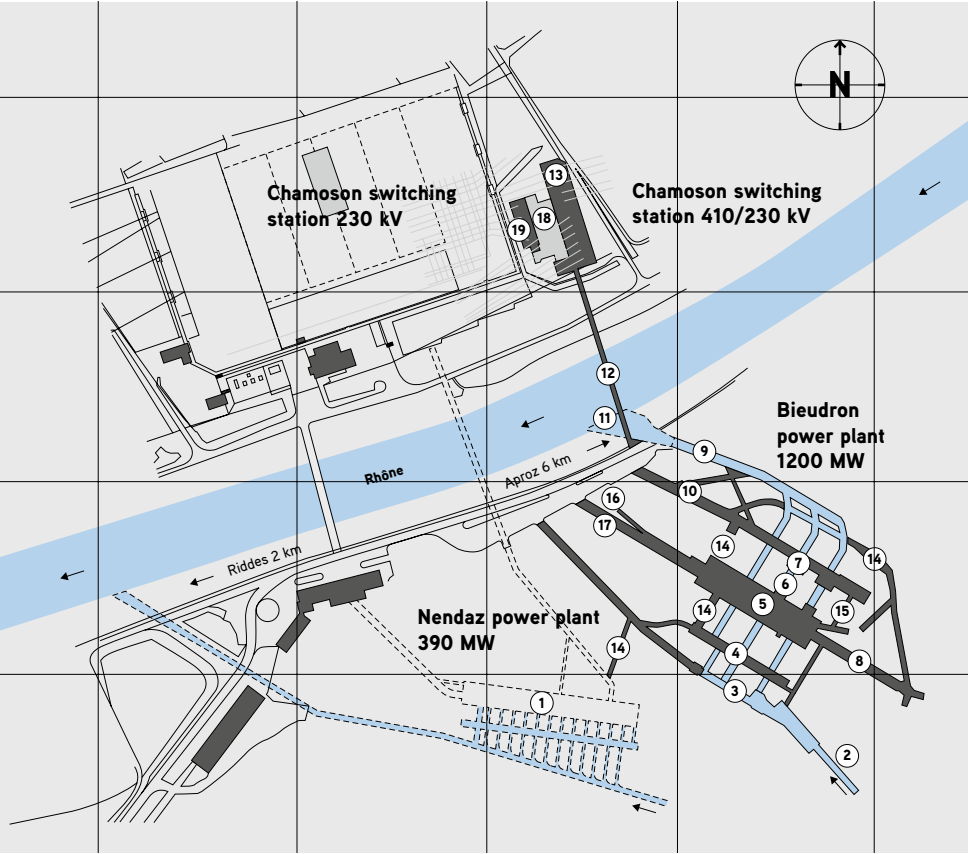 N
Chamoson switching
station 230 kV
Chamoson switching
station 410/230 kV
13
18
19
12
11
Bieudron
power plant
1200 MW
9
Rhône
Aproz 6 km
10
16
17
14
7
14
6
5
15
14
Riddes 2 km
Nendaz power plant
390 MW
14
4
8
3
1
2